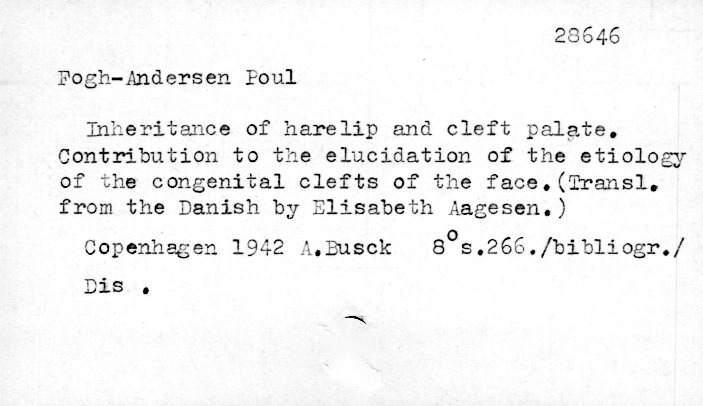 28646
Fogh-Andersen Poul
Inheritance of harelip and cleft palate.
Contribution to the elucidation of the etiology
of the congenital clefts of the face.(Transl.
from the Danish by Elisabeth Aagesen.)
Copenhagen 1942 A.Busck 8°s.266./bibliogr./
Dis .